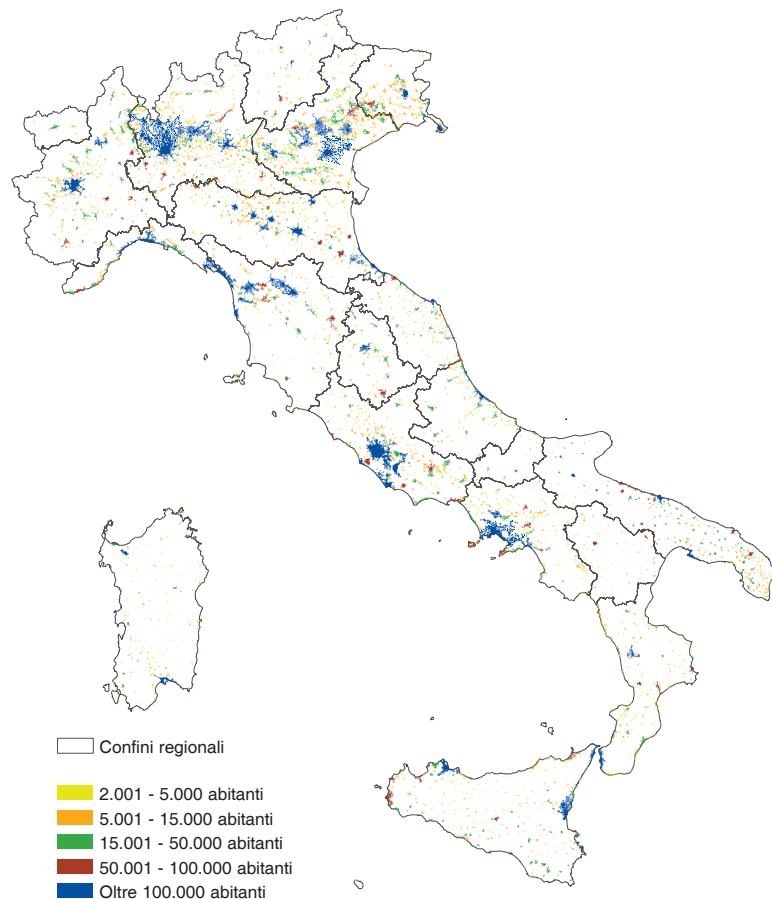 Confini regionali
2.001 - 5.000 abitanti
5.001 - 15.000 abitanti
15.001 - 50.000 abitanti
50.001 - 100.000 abitanti
Oltre 100.000 abitanti